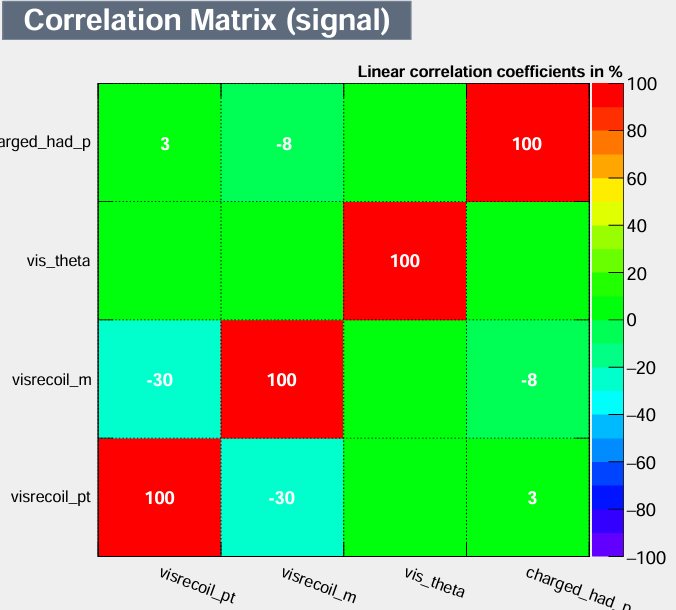 Correlation Matrix (signal)
Linear correlation coefficients in %
100
arged_had_p
3
-8
100
80
60
vis_theta
100
40
20
0
visrecoil_m
-30
100
-8
−20
−40
−60
visrecoil_pt
100
-30
3
−80
−100
visrecoil_pt
visrecoil_m
vis_theta
charged_had_p